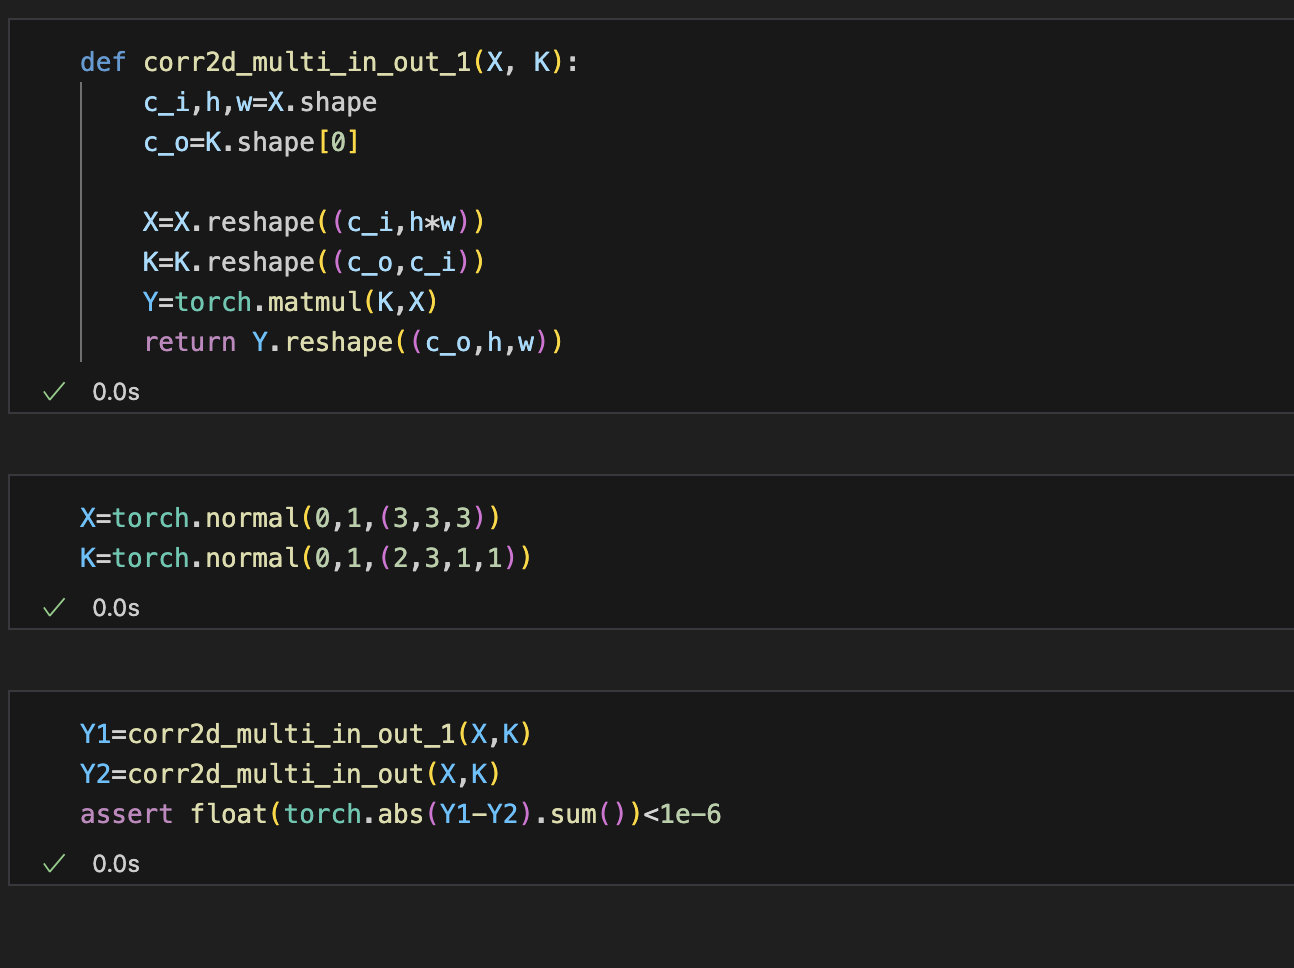 def corr2d_multi_in_out_1(X, K):
    c_i,h,w=X.shape
    c_o=K.shape[0]

    X=X.reshape((c_i,h*w))
    K=K.reshape((c_o,c_i))
    Y=torch.matmul(K,X)
    return Y.reshape((c_o,h,w))
✓ 0.0s
X=torch.normal(0,1,(3,3,3))
K=torch.normal(0,1,(2,3,1,1))
✓ 0.0s
Y1=corr2d_multi_in_out_1(X,K)
Y2=corr2d_multi_in_out(X,K)
assert float(torch.abs(Y1-Y2).sum())<1e-6
✓ 0.0s